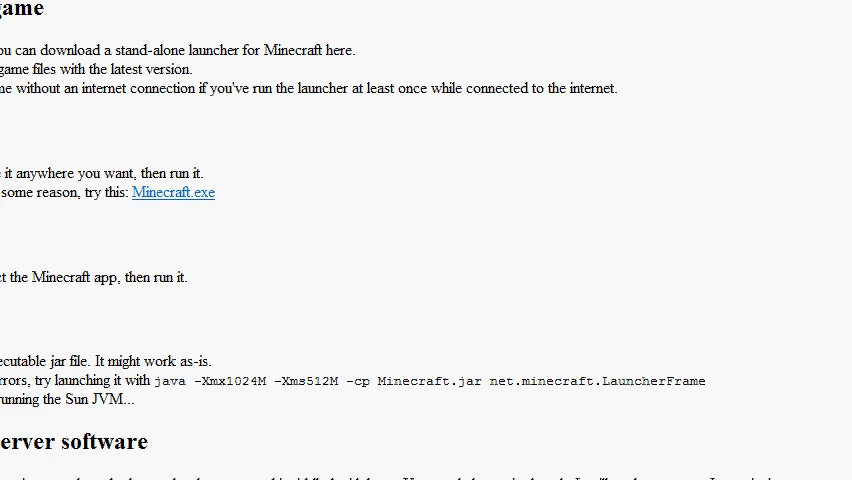 game
ou can download a stand-alone launcher for Minecraft here.
game files with the latest version.
me without an internet connection if you've run the launcher at least once while connected to the internet.
it anywhere you want, then run it.
some reason, try this: Minecraft.exe
ct the Minecraft app, then run it.
ecutable jar file. It might work as-is.
rrors, try launching it with java -Xmx1024M -Xms512M -cp Minecraft.jar net.minecraft.LauncherFrame
running the Sun JVM...
erver software